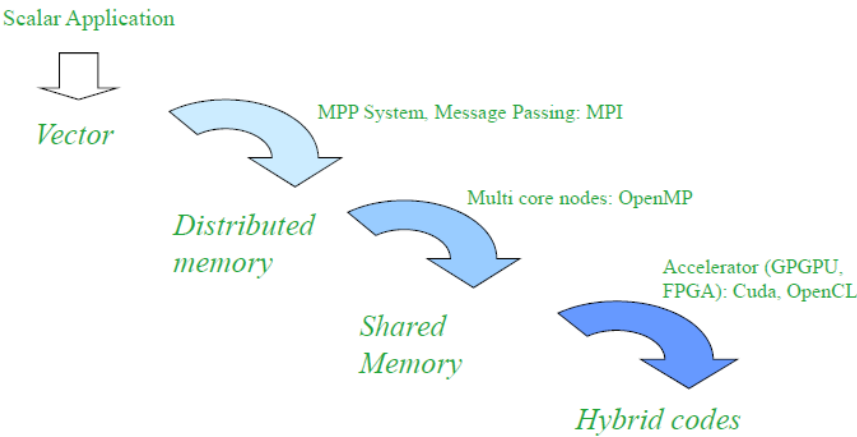 Scalar Application
Vector
MPP System, Message Passing: MPI
Distributed
memory
Multi core nodes: OpenMP
Shared
Memory
Accelerator (GPGPU,
FPGA): Cuda, OpenCL
Hybrid codes